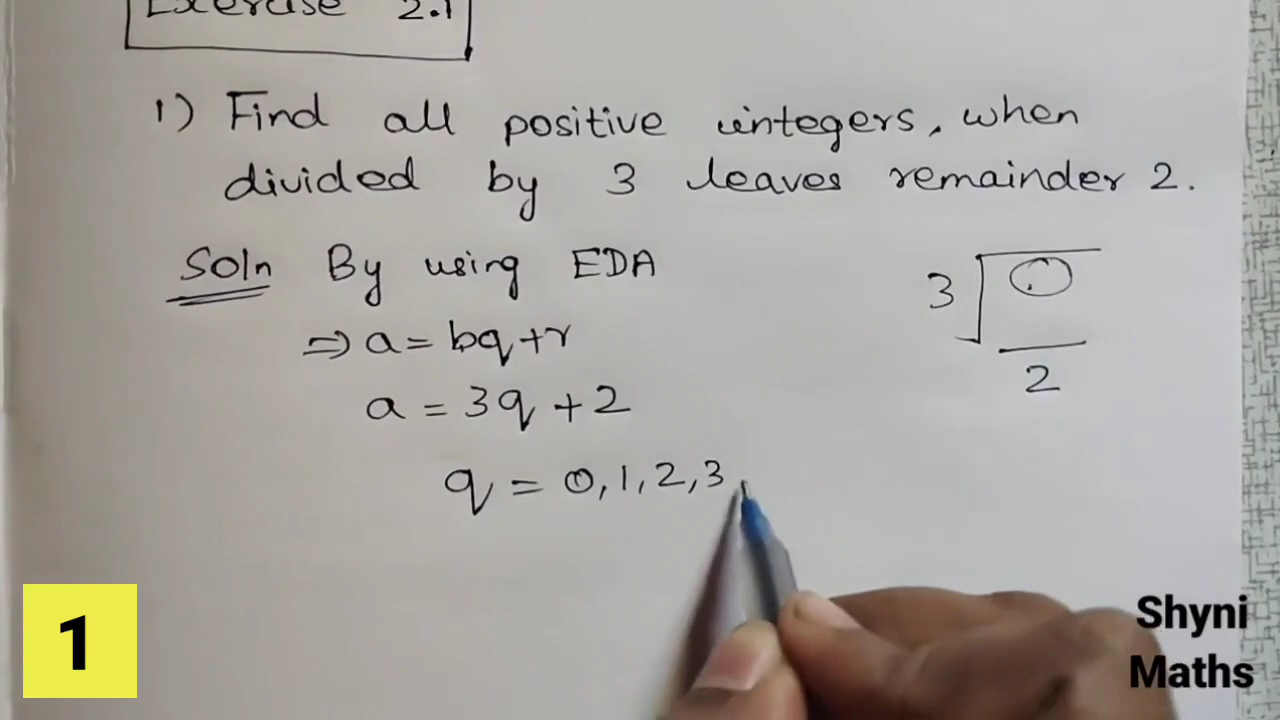 Exercise 2.1
1) Find all positive integers, when
divided by 3 leaves remainder 2.
Soln By using EDA
⇒ a = bq+r
a = 3q + 2
q = 0, 1, 2, 3
3
2
1
Shyni
Maths